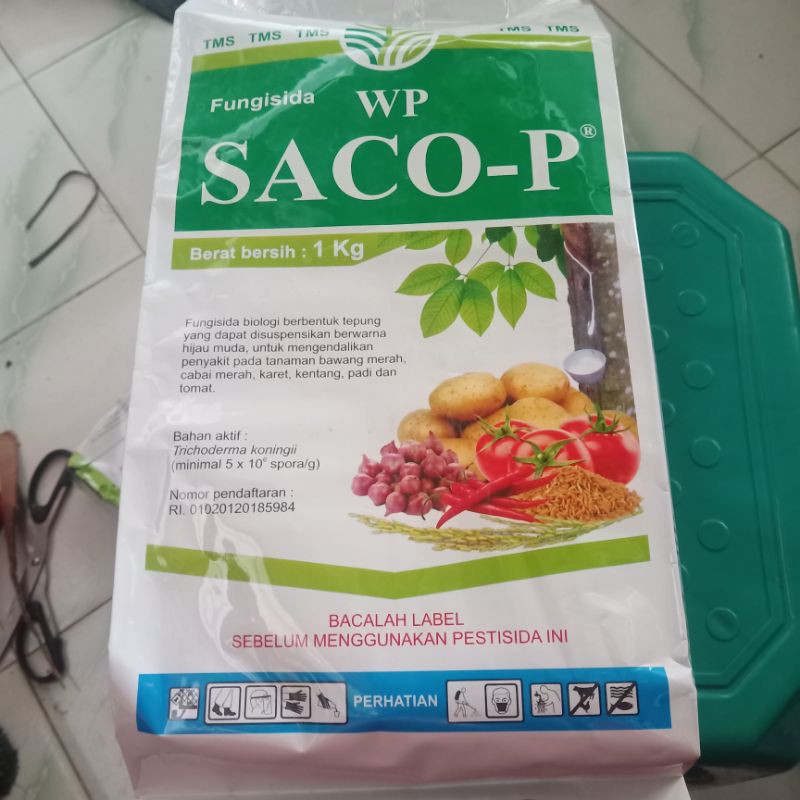 TMS TMS TMS TMS TMS
Fungisida WP
SACO-P®
Berat bersih : 1 Kg
Fungisida biologi berbentuk tepung
yang dapat disuspensikan berwarna
hijau muda, untuk mengendalikan
penyakit pada tanaman bawang merah,
cabai merah, karet, kentang, padi dan
tomat.
Bahan aktif :
Trichoderma koningii
(minimal 5 x 10⁶ spora/g)
Nomor pendaftaran :
RI. 01020120185984
BACALAH LABEL
SEBELUM MENGGUNAKAN PESTISIDA INI
PERHATIAN